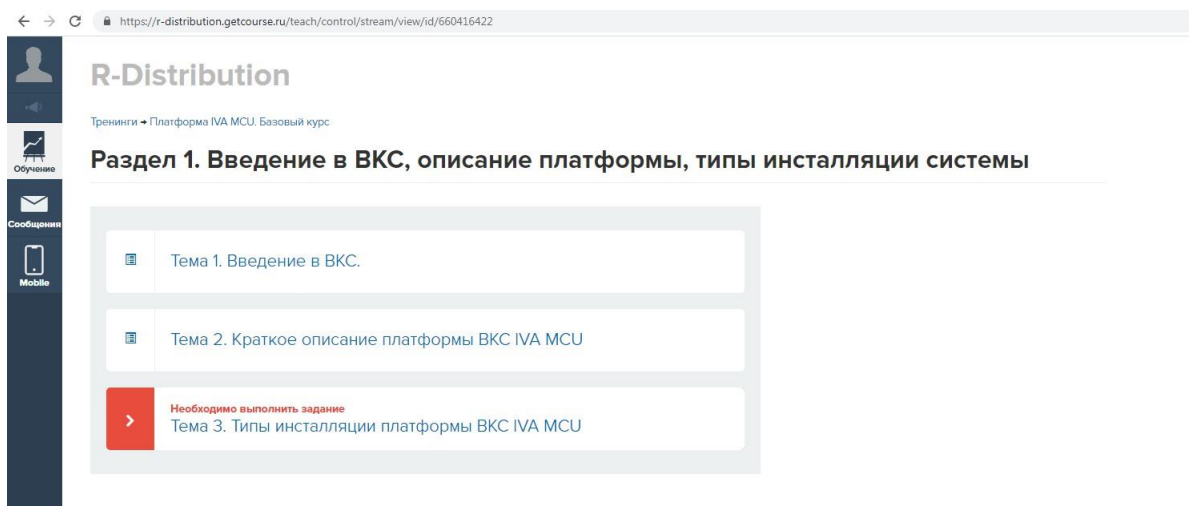 https://r-distribution.getcourse.ru/teach/control/stream/view/id/660416422
R-Distribution
Тренинги → Платформа IVA MCU. Базовый курс
Раздел 1. Введение в ВКС, описание платформы, типы инсталляции системы
Обучение
Сообщения
Mobile
Тема 1. Введение в ВКС.
Тема 2. Краткое описание платформы ВКС IVA MCU
Необходимо выполнить задание
Тема 3. Типы инсталляции платформы ВКС IVA MCU